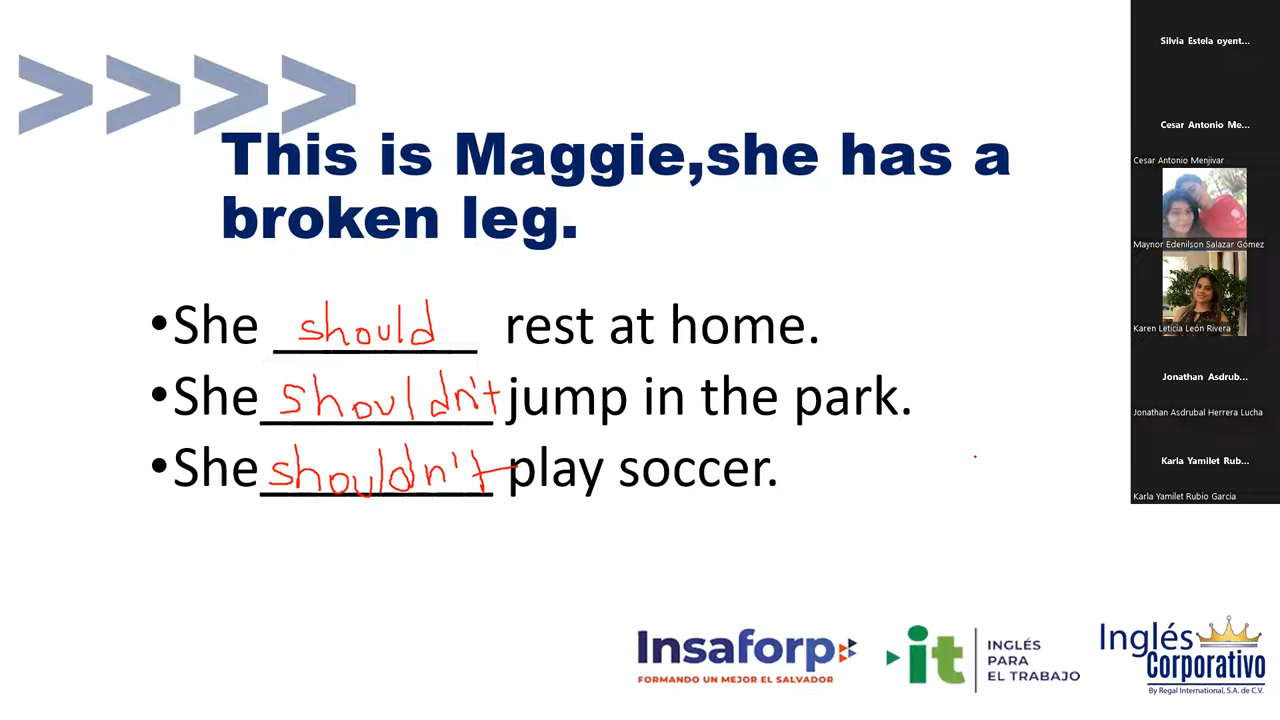 This is Maggie,she has a
broken leg.
•She should rest at home.
•She shouldn't jump in the park.
•She shouldn't play soccer.
Silvia Estela oyent...
Cesar Antonio Me...
Cesar Antonio Menjivar
Maynor Edenilson Salazar Gómez
Karen Leticia León Rivera
Jonathan Asdrub...
Jonathan Asdrubal Herrera Lucha
Karla Yamilet Rub...
Karla Yamilet Rubio Garcia
Insaforp
FORMANDO UN MEJOR EL SALVADOR
it
INGLÉS
PARA
EL TRABAJO
Inglés
Corporativo
By Regal International, S.A. de C.V.